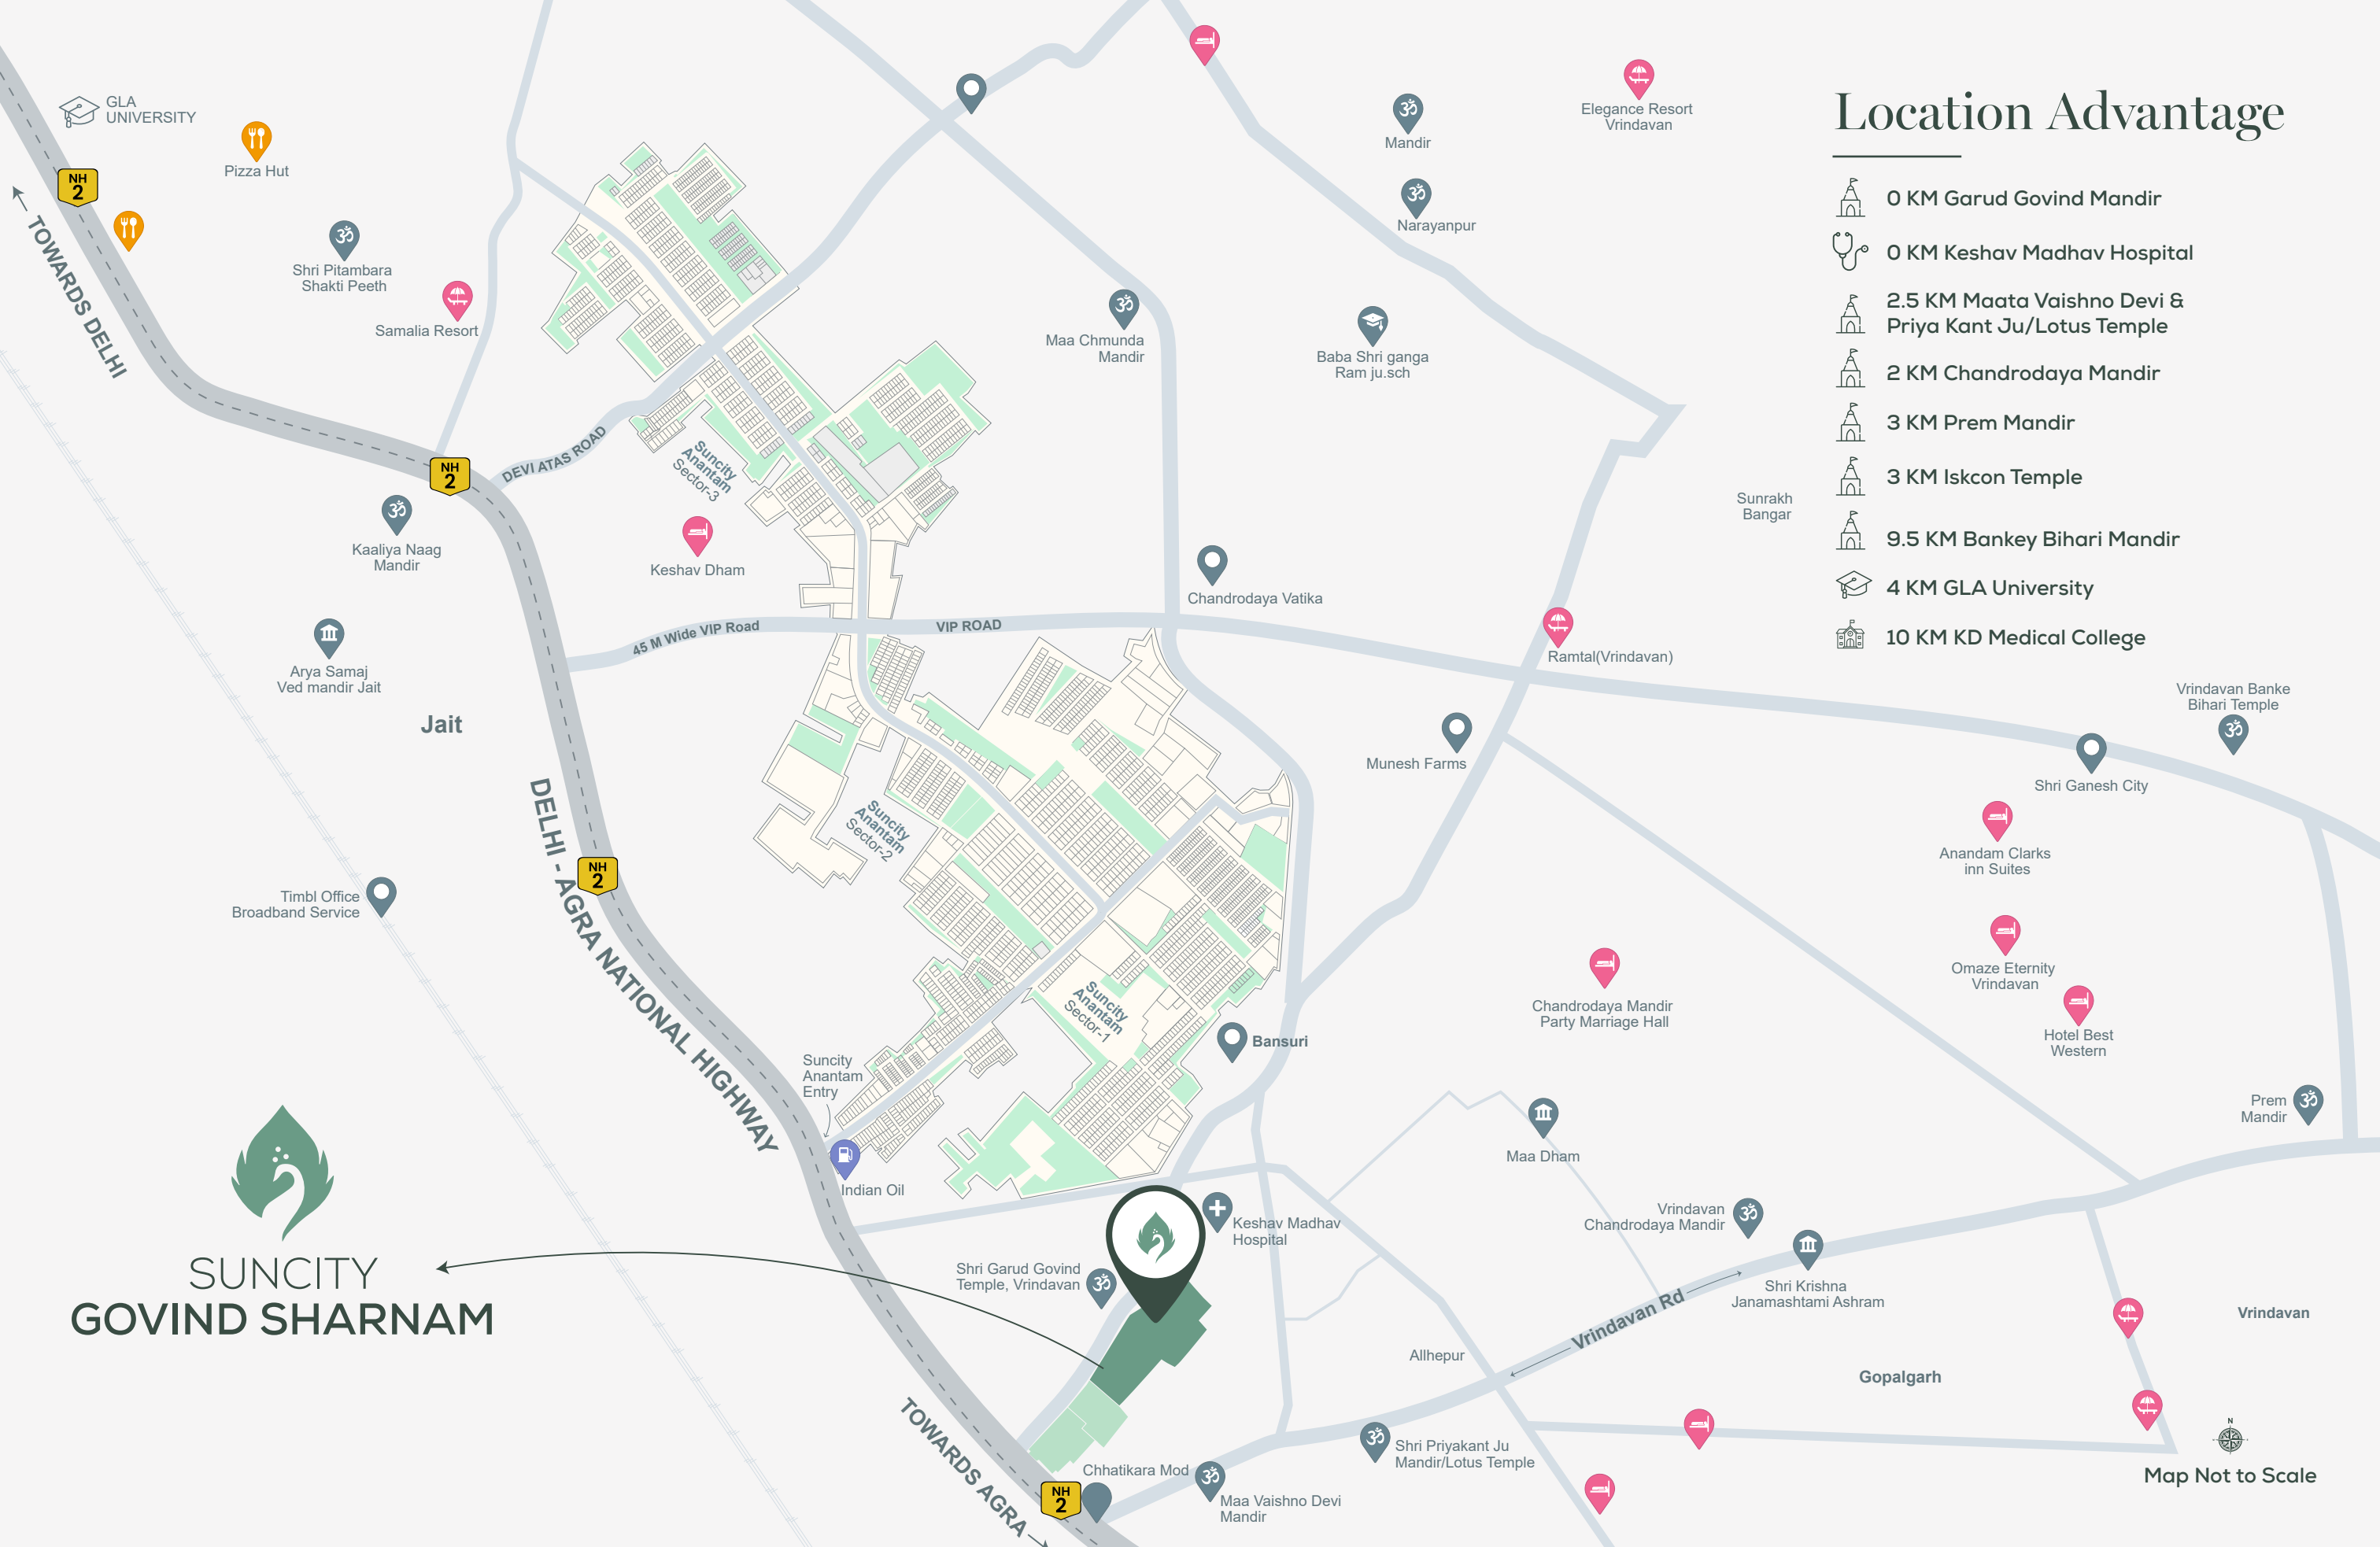 Location Advantage
0 KM Garud Govind Mandir
0 KM Keshav Madhav Hospital
2.5 KM Maata Vaishno Devi &
Priya Kant Ju/Lotus Temple
2 KM Chandrodaya Mandir
3 KM Prem Mandir
3 KM Iskcon Temple
9.5 KM Bankey Bihari Mandir
4 KM GLA University
10 KM KD Medical College
GLA
UNIVERSITY
Pizza Hut
NH
2
TOWARDS DELHI
Shri Pitambara
Shakti Peeth
Samalia Resort
Mandir
Elegance Resort
Vrindavan
Narayanpur
Maa Chmunda
Mandir
Baba Shri ganga
Ram ju.sch
DEVI ATAS ROAD
NH
2
Suncity
Anantam
Sector-3
Kaaliya Naag
Mandir
Keshav Dham
Sunrakh
Bangar
Chandrodaya Vatika
45 M Wide VIP Road
VIP ROAD
Ramtal(Vrindavan)
Arya Samaj
Ved mandir Jait
Jait
Vrindavan Banke
Bihari Temple
Munesh Farms
Shri Ganesh City
DELHI - AGRA NATIONAL HIGHWAY
NH
2
Suncity
Anantam
Sector-2
Anandam Clarks
inn Suites
Timbl Office
Broadband Service
Omaze Eternity
Vrindavan
Chandrodaya Mandir
Party Marriage Hall
Hotel Best
Western
Suncity
Anantam
Sector-1
Bansuri
Suncity
Anantam
Entry
Prem
Mandir
Maa Dham
Indian Oil
Vrindavan
Chandrodaya Mandir
Keshav Madhav
Hospital
Shri Garud Govind
Temple, Vrindavan
Shri Krishna
Janamashtami Ashram
SUNCITY
GOVIND SHARNAM
Vrindavan Rd
Vrindavan
Allhepur
Gopalgarh
TOWARDS AGRA
Shri Priyakant Ju
Mandir/Lotus Temple
Chhatikara Mod
NH
2
Maa Vaishno Devi
Mandir
N
Map Not to Scale